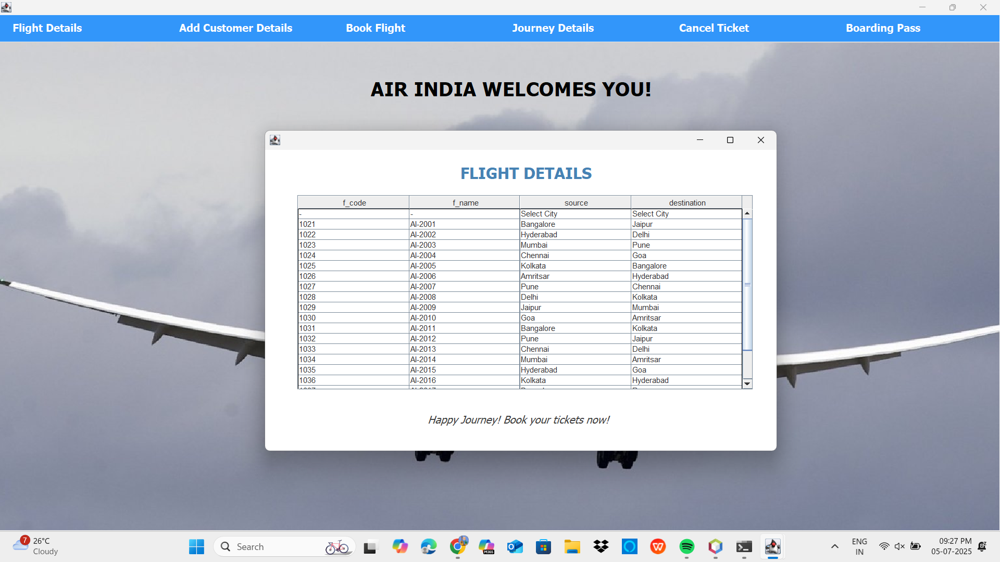 Flight Details Add Customer Details Book Flight Journey Details Cancel Ticket Boarding Pass
AIR INDIA WELCOMES YOU!
FLIGHT DETAILS
f_code f_name source destination
- - Select City Select City
1021 AI-2001 Bangalore Jaipur
1022 AI-2002 Hyderabad Delhi
1023 AI-2003 Mumbai Pune
1024 AI-2004 Chennai Goa
1025 AI-2005 Kolkata Bangalore
1026 AI-2006 Amritsar Hyderabad
1027 AI-2007 Pune Chennai
1028 AI-2008 Delhi Kolkata
1029 AI-2009 Jaipur Mumbai
1030 AI-2010 Goa Amritsar
1031 AI-2011 Bangalore Kolkata
1032 AI-2012 Pune Jaipur
1033 AI-2013 Chennai Delhi
1034 AI-2014 Mumbai Amritsar
1035 AI-2015 Hyderabad Goa
1036 AI-2016 Kolkata Hyderabad
Happy Journey! Book your tickets now!
7 26°C
Cloudy
Search
M365
ENG
IN
09:27 PM
05-07-2025